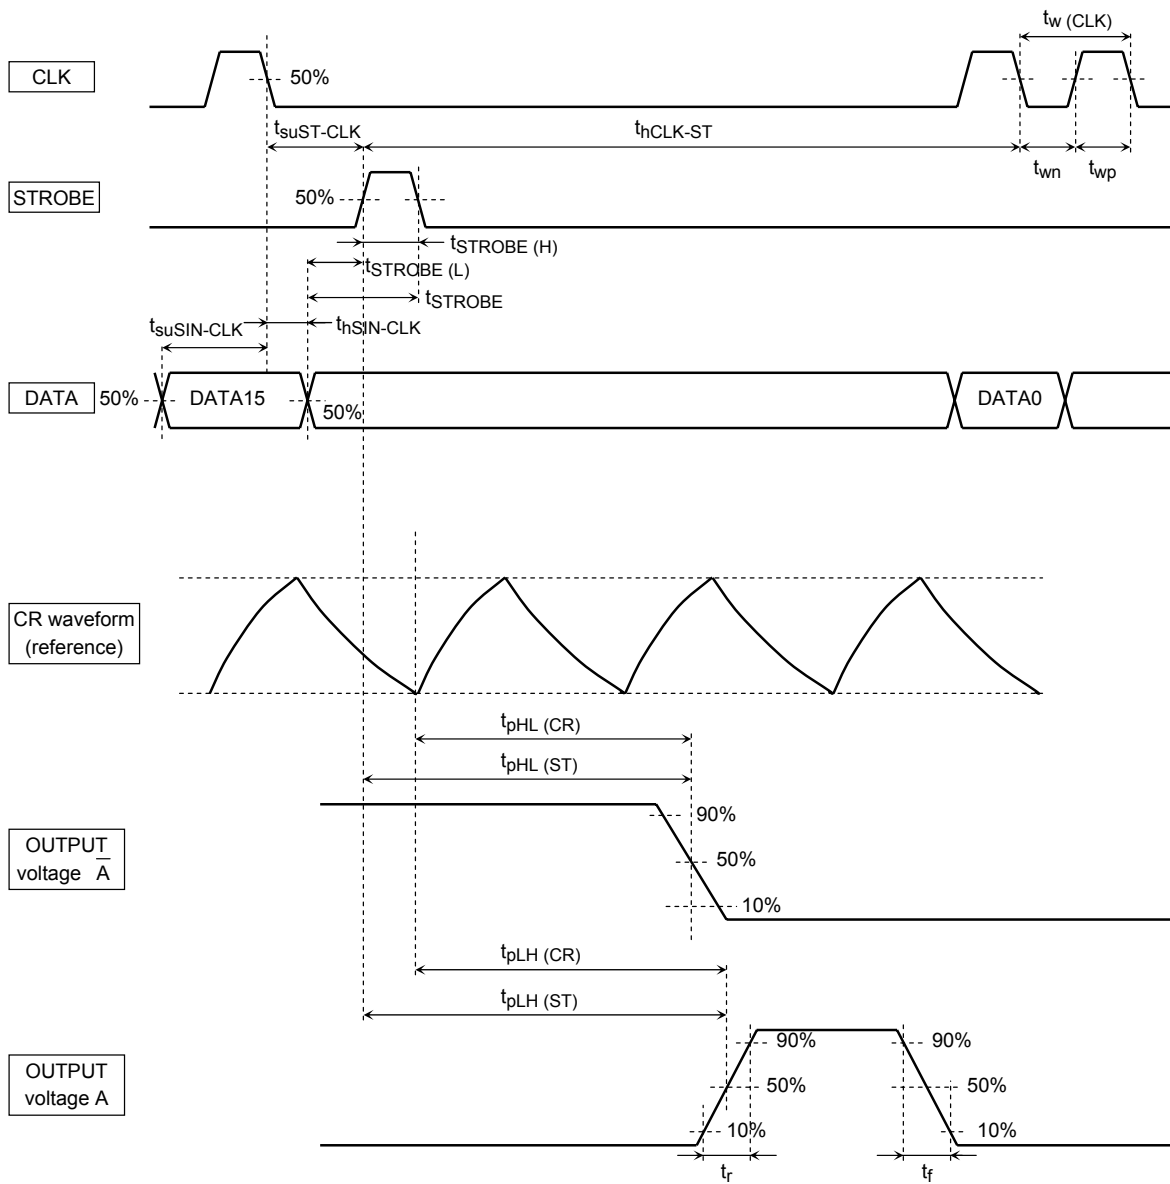 tw (CLK)
CLK
50%
tsuST-CLK
thCLK-ST
twn
twp
STROBE
50%
tSTROBE (H)
tSTROBE (L)
tSTROBE
tsuSIN-CLK
thSIN-CLK
DATA
50%
DATA15
50%
DATA0
CR waveform
(reference)
tpHL (CR)
tpHL (ST)
90%
OUTPUT
voltage A̅
50%
10%
tpLH (CR)
tpLH (ST)
90%
90%
OUTPUT
voltage A
50%
50%
10%
10%
tr
tf